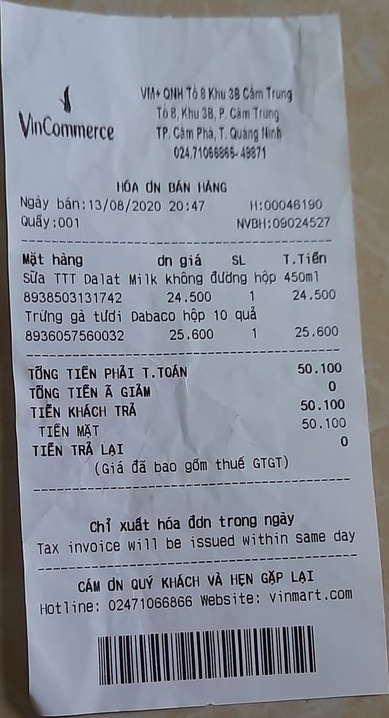 VinCommerce
VM+ QNH Tổ 8 Khu 3B Cẩm Trung
Tổ 8, Khu 3B, P. Cẩm Trung
TP. Cẩm Phả, T. Quảng Ninh
024.71066866-49871
HÓA ĐN BÁN HÀNG
Ngày bán:13/08/2020 20:47 H:00046190
Quầy:001 NVBH:09024527
Mặt hàng đn giá SL T.Tiền
Sữa TTT Dalat Milk không đường hộp 450ml
8938503131742 24.500 1 24.500
Trứng gà tươi Dabaco hộp 10 quả
8936057560032 25.600 1 25.600
TỔNG TIỀN PHẢI T.TOÁN 50.100
TỔNG TIỀN Ã GIẢM 0
TIỀN KHÁCH TRẢ 50.100
TIỀN MẶT 50.100
TIỀN TRẢ LẠI 0
(Giá đã bao gồm thuế GTGT)
Chỉ xuất hóa đơn trong ngày
Tax invoice will be issued within same day
CẢM ƠN QUÝ KHÁCH VÀ HẸN GẶP LẠI
Hotline: 02471066866 Website: vinmart.com